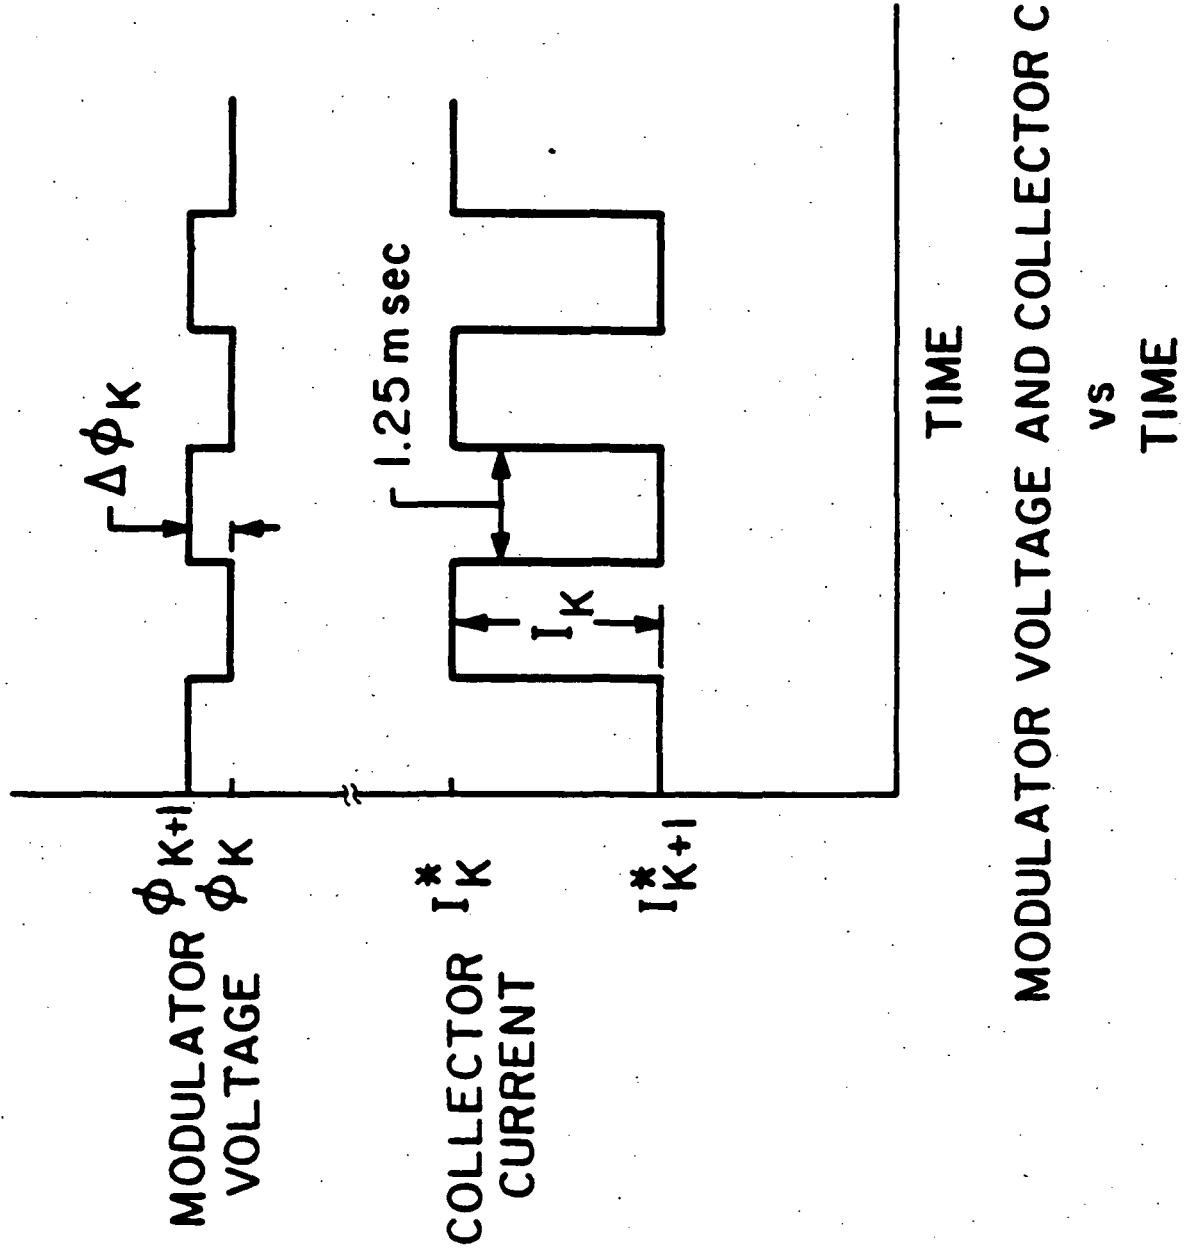 MODULATOR
VOLTAGE
ϕK+1
ϕK
ΔϕK
COLLECTOR
CURRENT
I*K
I*K+1
1.25 msec
IK
TIME
MODULATOR VOLTAGE AND COLLECTOR C
vs
TIME